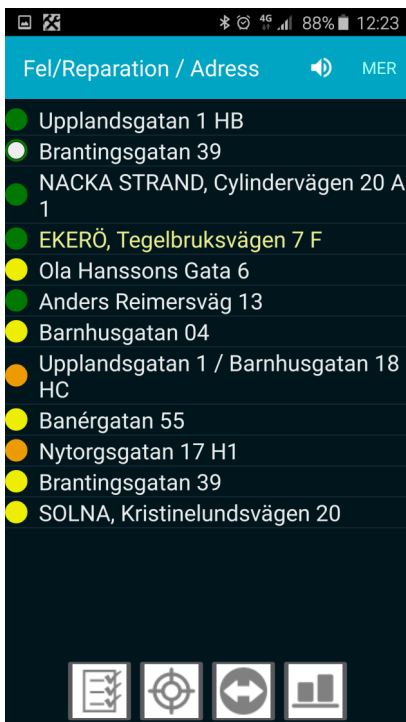 4G 88% 12:23
Fel/Reparation / Adress MER
Upplandsgatan 1 HB
Brantingsgatan 39
NACKA STRAND, Cylindervägen 20 A
1
EKERÖ, Tegelbruksvägen 7 F
Ola Hanssons Gata 6
Anders Reimersväg 13
Barnhusgatan 04
Upplandsgatan 1 / Barnhusgatan 18
HC
Banérgatan 55
Nytorgsgatan 17 H1
Brantingsgatan 39
SOLNA, Kristinelundsvägen 20